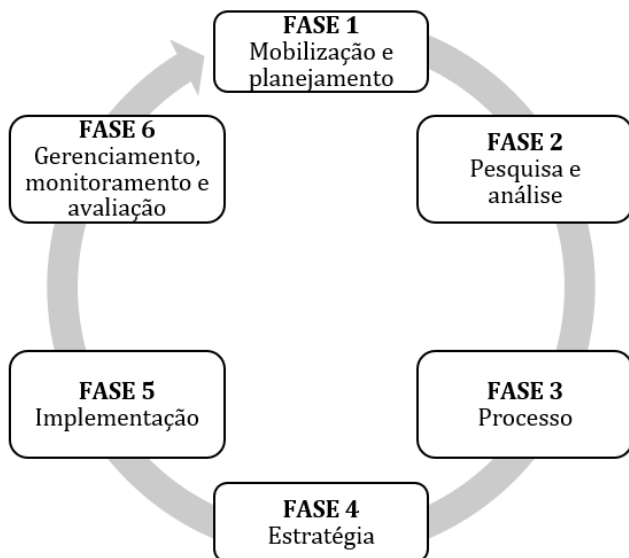 FASE 1
Mobilização e
planejamento
FASE 2
Pesquisa e
análise
FASE 3
Processo
FASE 4
Estratégia
FASE 5
Implementação
FASE 6
Gerenciamento,
monitoramento e
avaliação